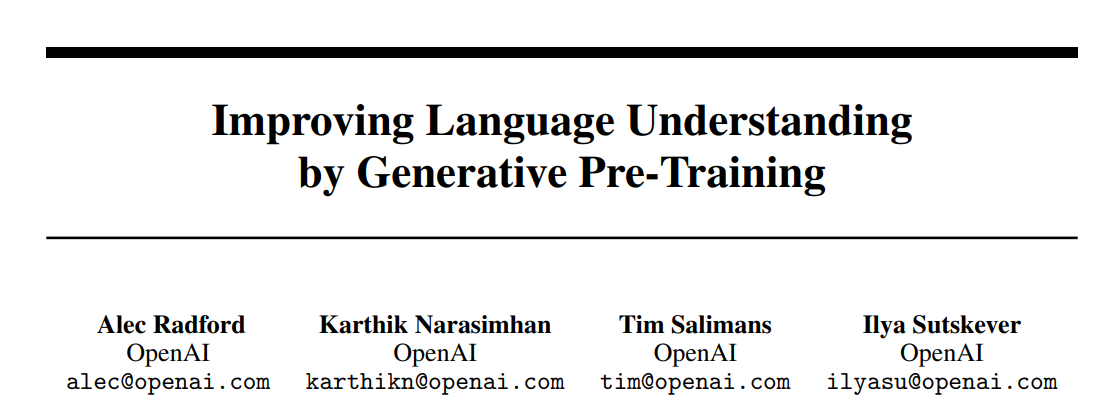 Improving Language Understanding
by Generative Pre-Training
Alec Radford Karthik Narasimhan Tim Salimans Ilya Sutskever
OpenAI OpenAI OpenAI OpenAI
alec@openai.com karthikn@openai.com tim@openai.com ilyasu@openai.com